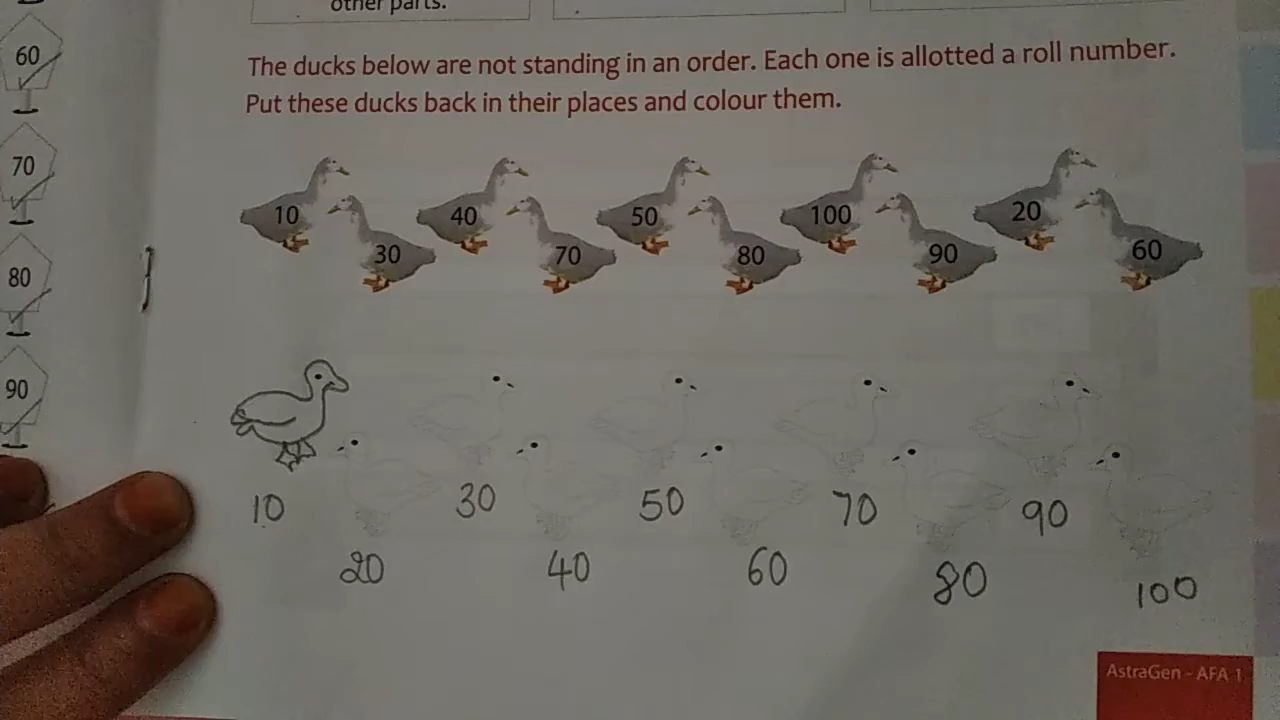 other parts.
60
70
80
90
The ducks below are not standing in an order. Each one is allotted a roll number.
Put these ducks back in their places and colour them.
10 40 50 100 20
30 70 80 90 60
10 30 50 70 90
20 40 60 80 100
AstraGen - AFA 1